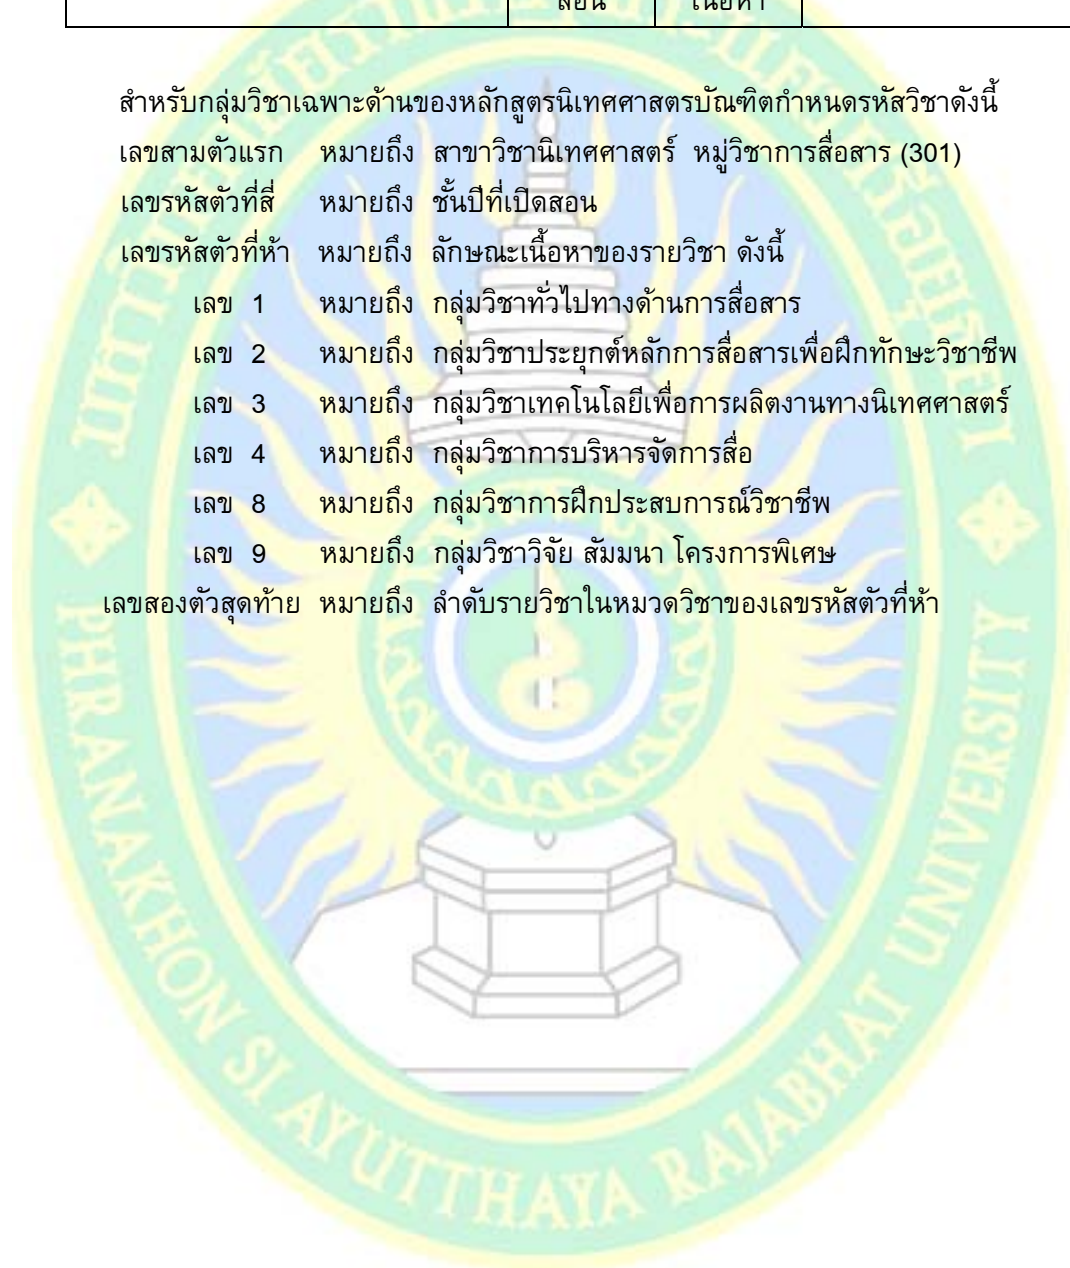 สอน เนื้อหา
สำหรับกลุ่มวิชาเฉพาะด้านของหลักสูตรนิเทศศาสตรบัณฑิตกำหนดรหัสวิชาดังนี้
เลขสามตัวแรก หมายถึง สาขาวิชานิเทศศาสตร์ หมู่วิชาการสื่อสาร (301)
เลขรหัสตัวที่สี่ หมายถึง ชั้นปีที่เปิดสอน
เลขรหัสตัวที่ห้า หมายถึง ลักษณะเนื้อหาของรายวิชา ดังนี้
เลข 1 หมายถึง กลุ่มวิชาทั่วไปทางด้านการสื่อสาร
เลข 2 หมายถึง กลุ่มวิชาประยุกต์หลักการสื่อสารเพื่อฝึกทักษะวิชาชีพ
เลข 3 หมายถึง กลุ่มวิชาเทคโนโลยีเพื่อการผลิตงานทางนิเทศศาสตร์
เลข 4 หมายถึง กลุ่มวิชาการบริหารจัดการสื่อ
เลข 8 หมายถึง กลุ่มวิชาการฝึกประสบการณ์วิชาชีพ
เลข 9 หมายถึง กลุ่มวิชาวิจัย สัมมนา โครงการพิเศษ
เลขสองตัวสุดท้าย หมายถึง ลำดับรายวิชาในหมวดวิชาของเลขรหัสตัวที่ห้า
PHRANAKHON SI AYUTTHAYA RAJABHAT UNIVERSITY